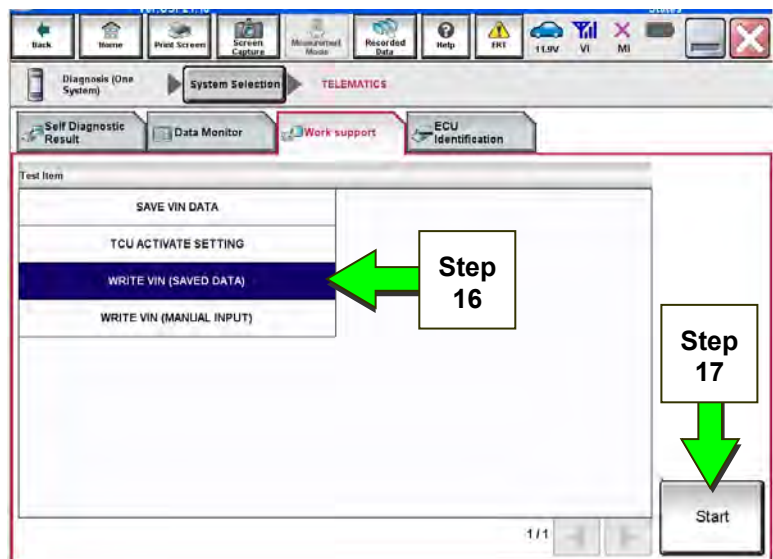 Back
Home
Print Screen
Screen
Capture
Measurement
Mode
Recorded
Data
Help
ERT
11.9V
VI
MI
Diagnosis (One
System)
System Selection
TELEMATICS
Self Diagnostic
Result
Data Monitor
Work support
ECU
Identification
Test Item
SAVE VIN DATA
TCU ACTIVATE SETTING
WRITE VIN (SAVED DATA)
WRITE VIN (MANUAL INPUT)
Step
16
Step
17
Start
1/1